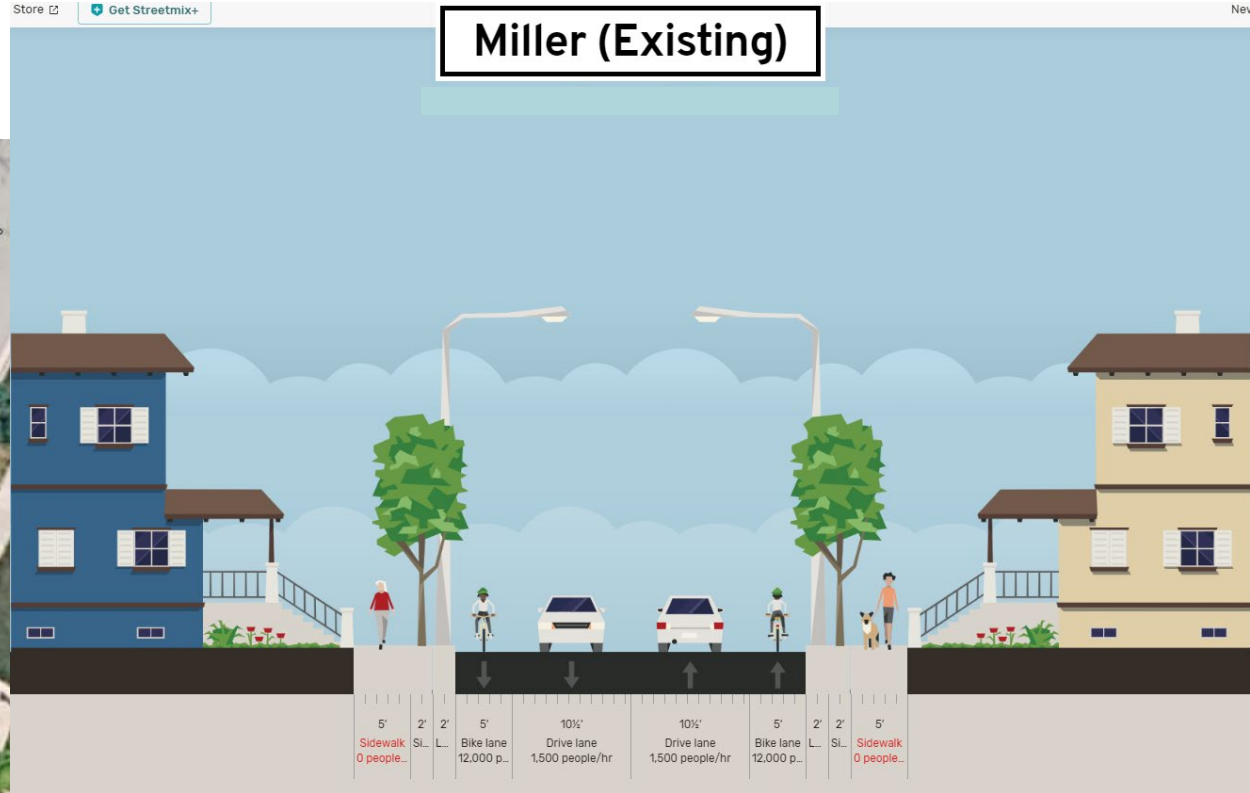 Store
Get Streetmix+
New
Miller (Existing)
5' 2' 2' 5' 10½' 10½' 5' 2' 2' 5'
Sidewalk Si... L... Bike lane Drive lane Drive lane Bike lane L... Si... Sidewalk
0 people... 12,000 p... 1,500 people/hr 1,500 people/hr 12,000 p... 0 people...